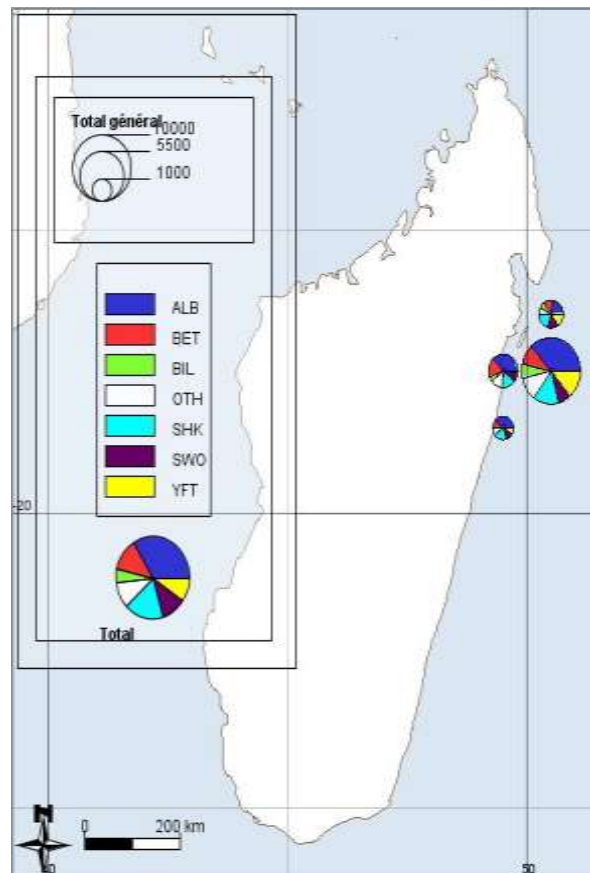 Total général
10000
5500
1000
ALB
BET
BIL
OTH
SHK
SWO
YFT
-20
Total
N
0 200 km
50